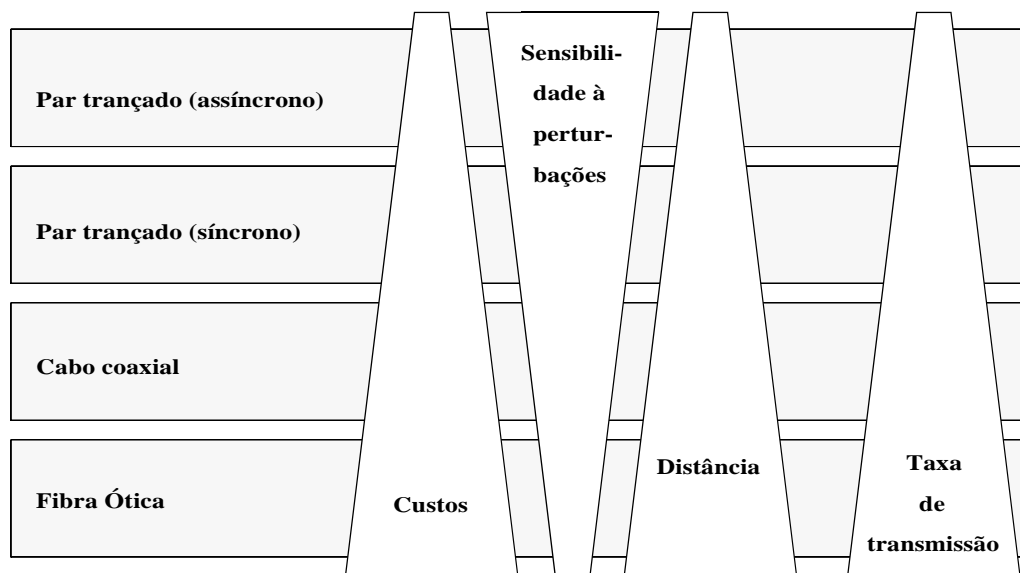 Sensibili-
dade à
pertur-
bações
Par trançado (assíncrono)
Par trançado (síncrono)
Cabo coaxial
Fibra Ótica
Custos
Distância
Taxa
de
transmissão